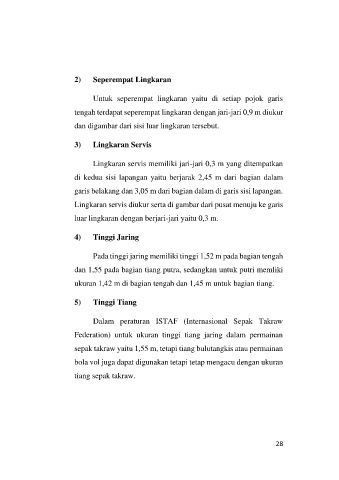 2) Seperempat Lingkaran
Untuk seperempat lingkaran yaitu di setiap pojok garis
tengah terdapat seperempat lingkaran dengan jari-jari 0,9 m diukur
dan digambar dari sisi luar lingkaran tersebut.
3) Lingkaran Servis
Lingkaran servis memiliki jari-jari 0,3 m yang ditempatkan
di kedua sisi lapangan yaitu berjarak 2,45 m dari bagian dalam
garis belakang dan 3,05 m dari bagian dalam di garis sisi lapangan.
Lingkaran servis diukur serta di gambar dari pusat menuju ke garis
luar lingkaran dengan berjari-jari yaitu 0,3 m.
4) Tinggi Jaring
Pada tinggi jaring memiliki tinggi 1,52 m pada bagian tengah
dan 1,55 pada bagian tiang putra, sedangkan untuk putri memliki
ukuran 1,42 m di bagian tengah dan 1,45 m untuk bagian tiang.
5) Tinggi Tiang
Dalam peraturan ISTAF (Internasional Sepak Takraw
Federation) untuk ukuran tinggi tiang jaring dalam permainan
sepak takraw yaitu 1,55 m, tetapi tiang bulutangkis atau permainan
bola vol juga dapat digunakan tetapi tetap mengacu dengan ukuran
tiang sepak takraw.
28